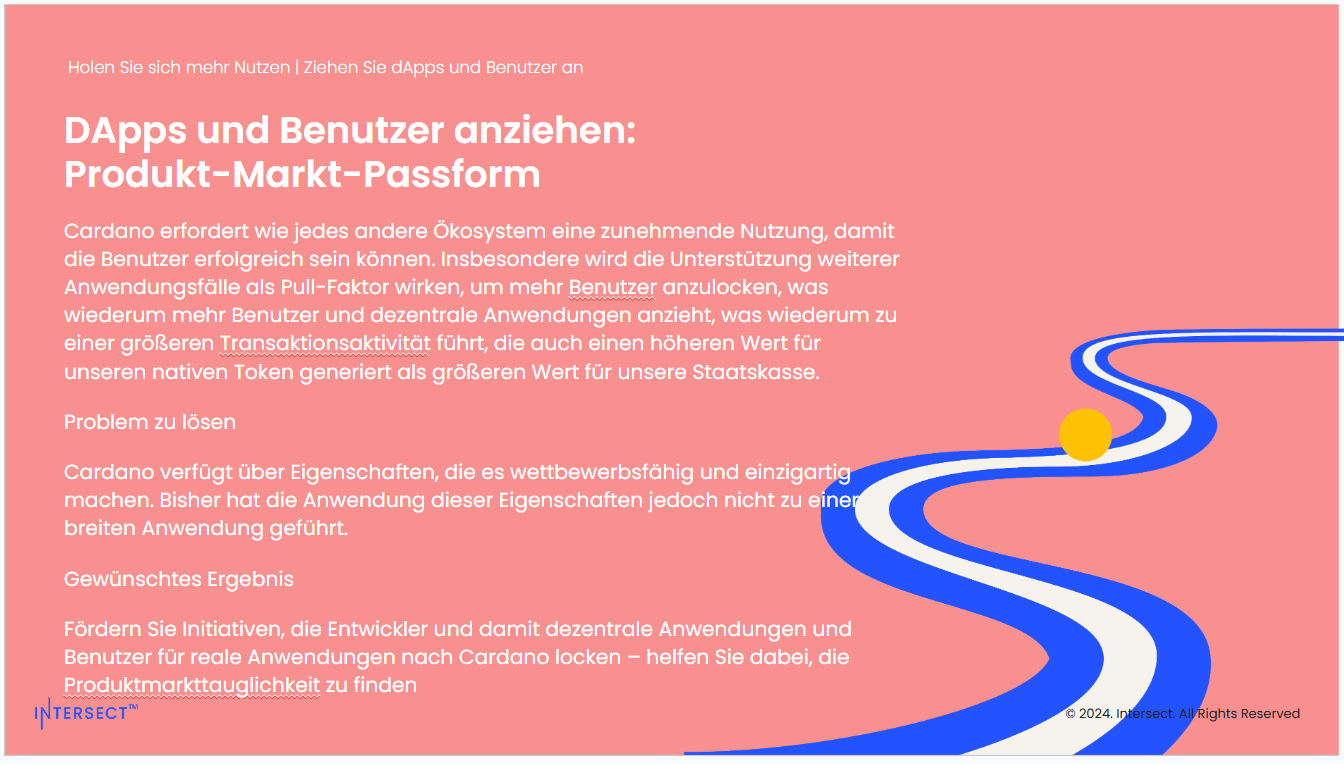 Holen Sie sich mehr Nutzen | Ziehen Sie dApps und Benutzer an
DApps und Benutzer anziehen:
Produkt-Markt-Passform
Cardano erfordert wie jedes andere Ökosystem eine zunehmende Nutzung, damit
die Benutzer erfolgreich sein können. Insbesondere wird die Unterstützung weiterer
Anwendungsfälle als Pull-Faktor wirken, um mehr Benutzer anzulocken, was
wiederum mehr Benutzer und dezentrale Anwendungen anzieht, was wiederum zu
einer größeren Transaktionsaktivität führt, die auch einen höheren Wert für
unseren nativen Token generiert als größeren Wert für unsere Staatskasse.
Problem zu lösen
Cardano verfügt über Eigenschaften, die es wettbewerbsfähig und einzigartig
machen. Bisher hat die Anwendung dieser Eigenschaften jedoch nicht zu einer
breiten Anwendung geführt.
Gewünschtes Ergebnis
Fördern Sie Initiativen, die Entwickler und damit dezentrale Anwendungen und
Benutzer für reale Anwendungen nach Cardano locken – helfen Sie dabei, die
Produktmarkttauglichkeit zu finden
INTERSECT™
© 2024. Intersect. All Rights Reserved